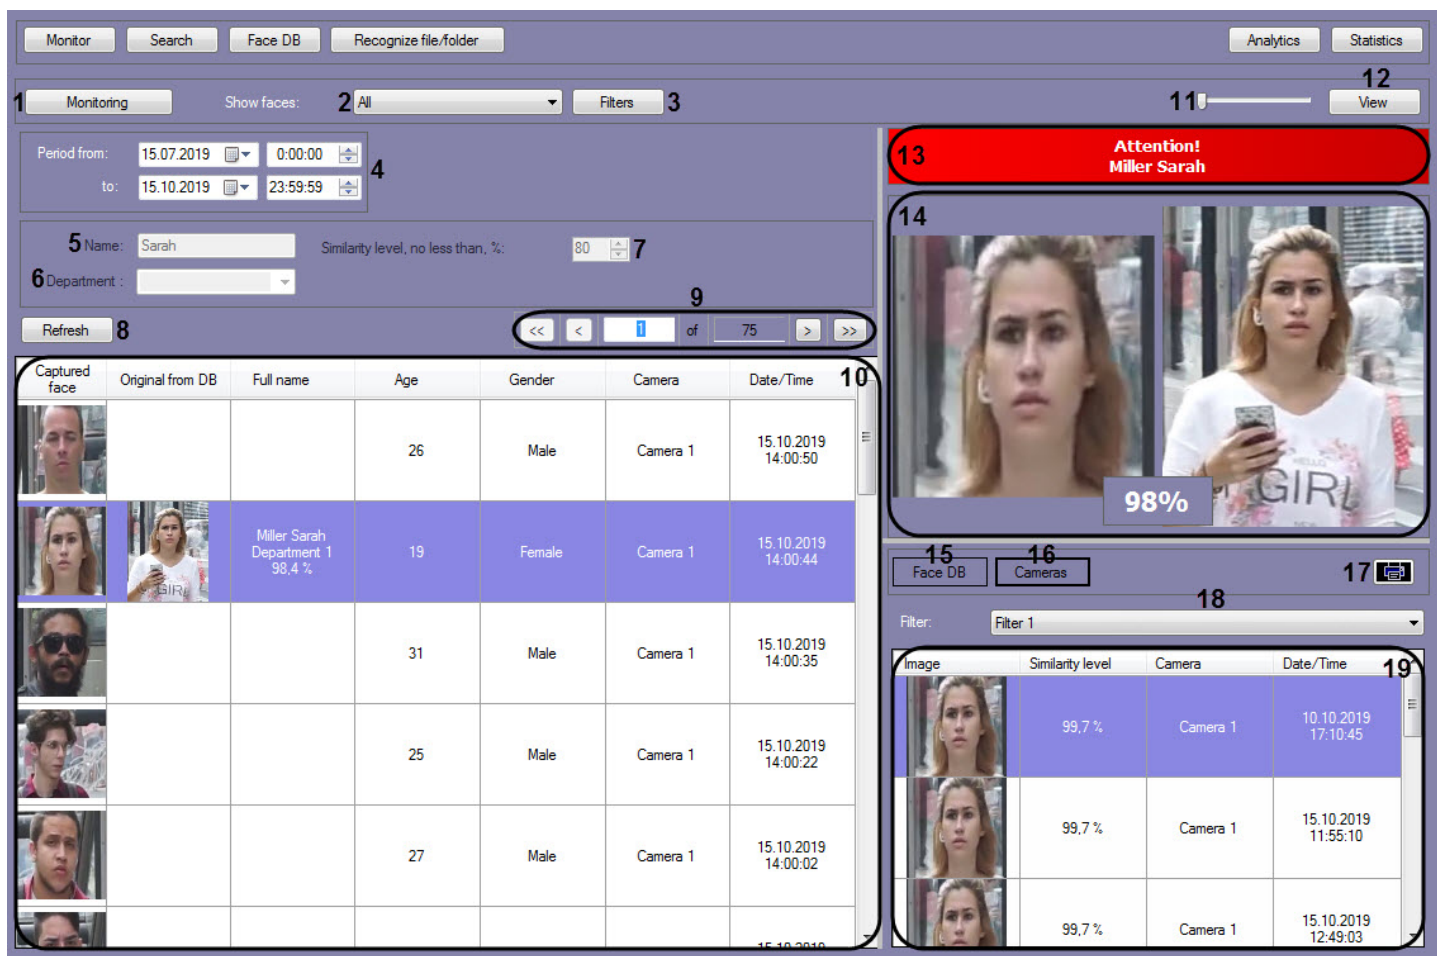 Monitor Search Face DB Recognize file/folder Analytics Statistics
12
1 Monitoring Show faces: 2 All Filters 3 11 View
Period from: 15.07.2019 0:00:00
4
to: 15.10.2019 23:59:59
13 Attention!
Miller Sarah
14
5 Name: Sarah Similarity level, no less than, %: 80 7
6 Department :
9
Refresh 8 << < 1 of 75 > >>
Captured face Original from DB Full name Age Gender Camera Date/Time 10
26 Male Camera 1 15.10.2019
14:00:50
Miller Sarah
Department 1
98,4 %
19 Female Camera 1 15.10.2019
14:00:44
31 Male Camera 1 15.10.2019
14:00:35
25 Male Camera 1 15.10.2019
14:00:22
27 Male Camera 1 15.10.2019
14:00:02
15.10.2019
HELLO
GIRL
98%
GIRL
15 16
Face DB Cameras 17
18
Filter: Filter 1
Image Similarity level Camera Date/Time 19
99,7 % Camera 1 10.10.2019
17:10:45
99,7 % Camera 1 15.10.2019
11:55:10
99,7 % Camera 1 15.10.2019
12:49:03